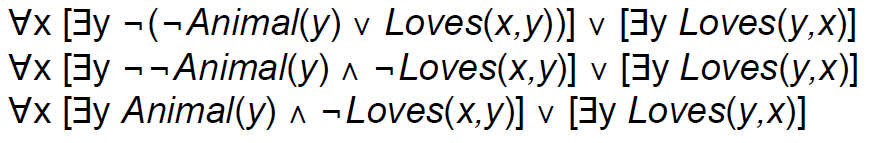 ∀x [∃y ¬(¬Animal(y) ∨ Loves(x,y))] ∨ [∃y Loves(y,x)]
∀x [∃y ¬¬Animal(y) ∧ ¬Loves(x,y)] ∨ [∃y Loves(y,x)]
∀x [∃y Animal(y) ∧ ¬Loves(x,y)] ∨ [∃y Loves(y,x)]